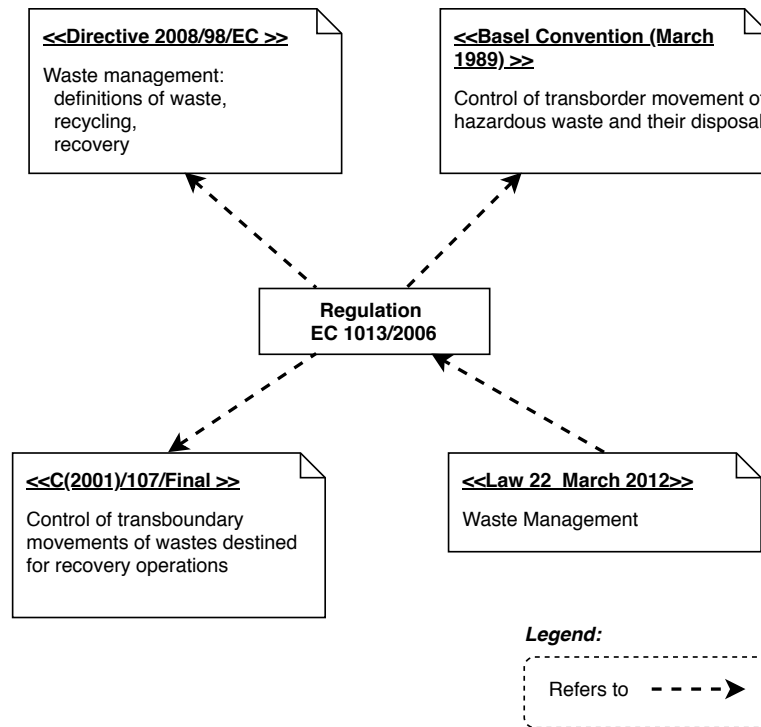 <<Directive 2008/98/EC >>
Waste management:
definitions of waste,
recycling,
recovery
<<Basel Convention (March
1989) >>
Control of transborder movement of
hazardous waste and their disposal
Regulation
EC 1013/2006
<<C(2001)/107/Final >>
Control of transboundary
movements of wastes destined
for recovery operations
<<Law 22 March 2012>>
Waste Management
Legend:
Refers to